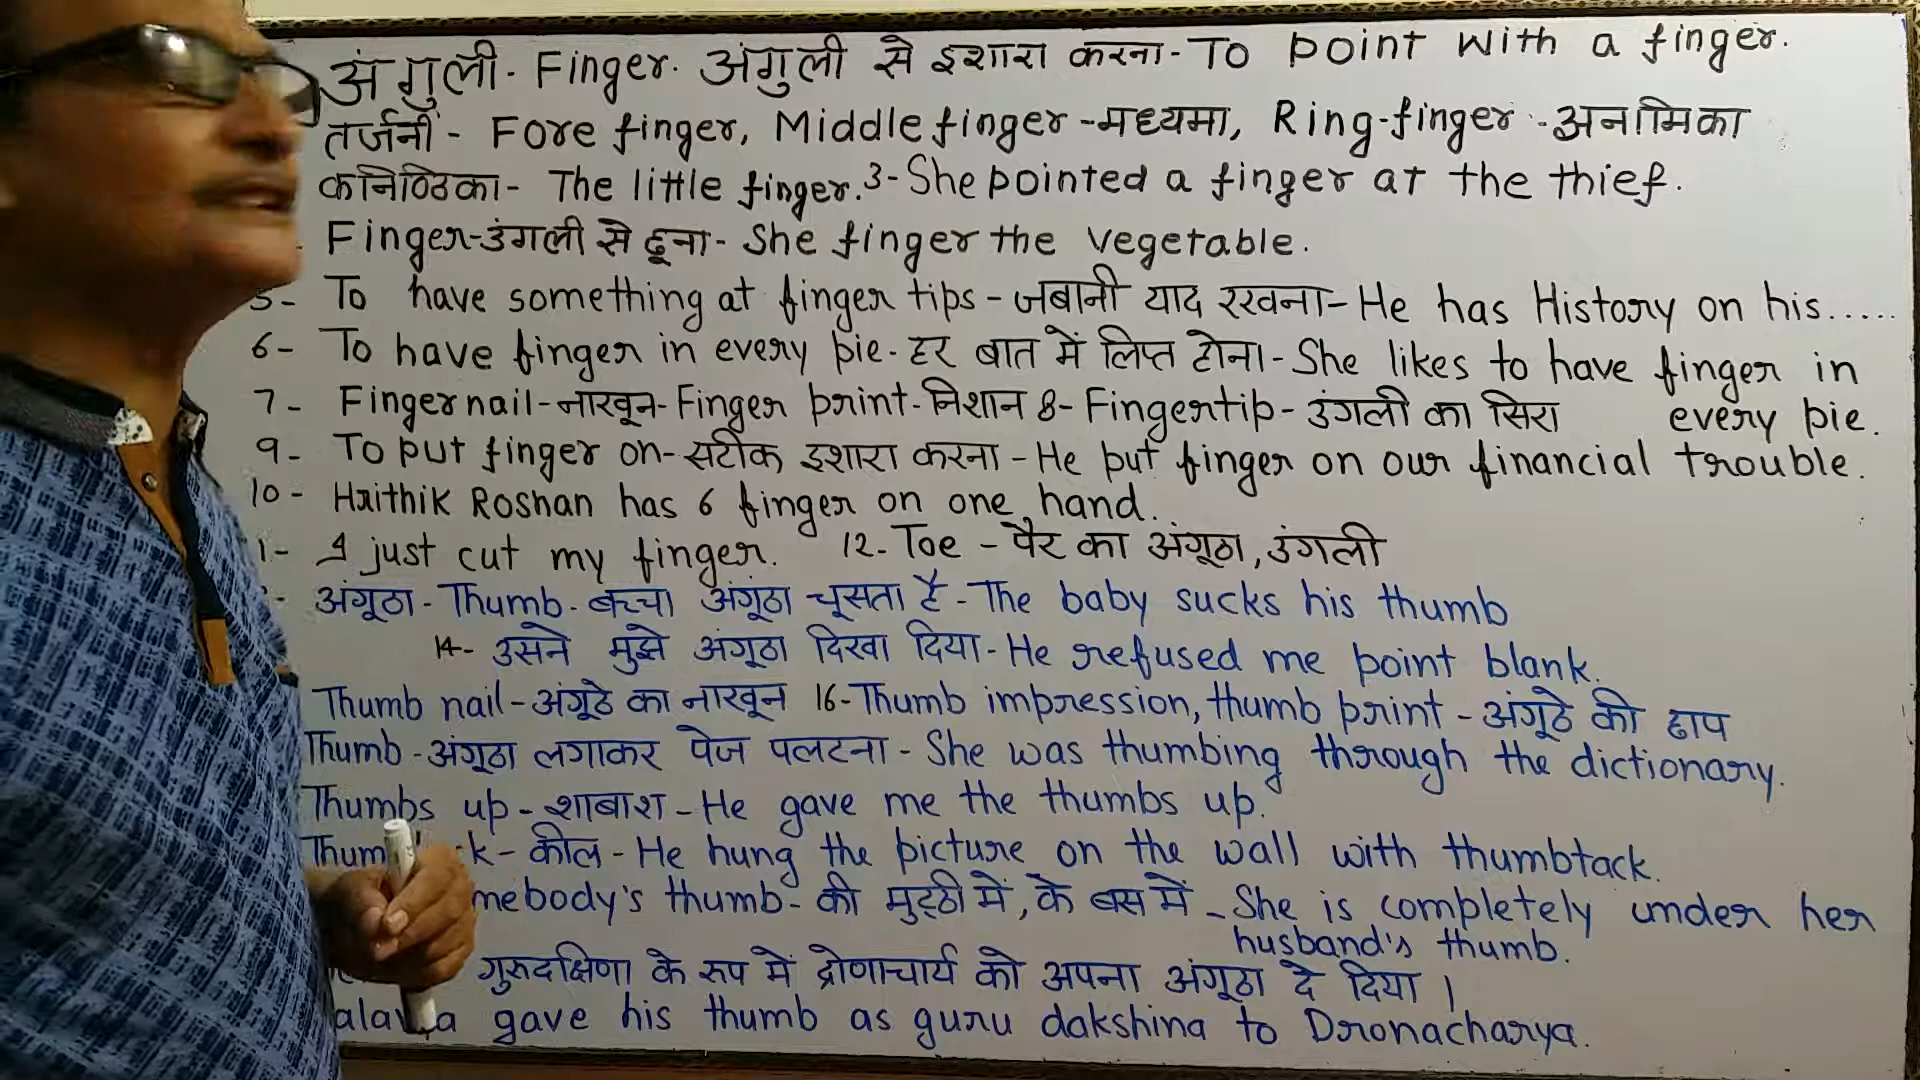 अंगुली - Finger. अंगुली से इशारा करना - To point with a finger.
तर्जनी - Fore finger, Middle finger - मध्यमा, Ring-finger - अनामिका
कनिष्ठिका - The little finger. 3- She pointed a finger at the thief.
Finger - उंगली से छूना - She finger the vegetable.
5- To have something at finger tips - जबानी याद रखना - He has History on his.....
6- To have finger in every pie - हर बात में लिप्त होना - She likes to have finger in
every pie.
7- Finger nail - नाखून - Finger print - निशान 8- Fingertip - उंगली का सिरा
9- To put finger on - सटीक इशारा करना - He put finger on our financial trouble.
10- Hrithik Roshan has 6 finger on one hand.
1- I just cut my finger. 12- Toe - पैर का अंगूठा, उंगली
अंगूठा - Thumb - बच्चा अंगूठा चूसता है - The baby sucks his thumb
14- उसने मुझे अंगूठा दिखा दिया - He refused me point blank.
Thumb nail - अंगूठे का नाखून 16- Thumb impression, thumb print - अंगूठे की छाप
Thumb - अंगूठा लगाकर पेज पलटना - She was thumbing through the dictionary.
Thumbs up - शाबाश - He gave me the thumbs up.
कील - He hung the picture on the wall with thumbtack.
thumb - की मुट्ठी में, के बस में - She is completely under her
husband's thumb.
गुरुदक्षिणा के रूप में द्रोणाचार्य को अपना अंगूठा दे दिया।
gave his thumb as guru dakshina to Dronacharya.